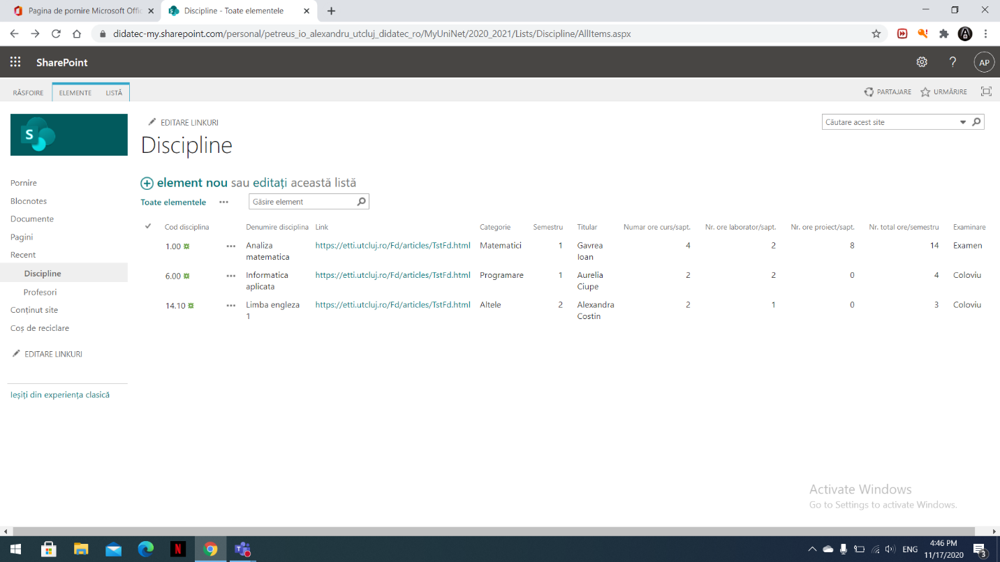 Pagina de pornire Microsoft Offic
Discipline - Toate elementele
didatec-my.sharepoint.com/personal/petreus_io_alexandru_utcluj_didatec_ro/MyUniNet/2020_2021/Lists/Discipline/AllItems.aspx
SharePoint
AP
RĂSFOIRE ELEMENTE LISTĂ PARTAJARE URMĂRIRE
S
EDITARE LINKURI
Căutare acest site
Discipline
Pornire
Blocnotes
Documente
Pagini
Recent
Discipline
Profesori
Conținut site
Coș de reciclare
EDITARE LINKURI
Ieșiți din experiența clasică
element nou sau editați această listă
Toate elementele ••• Găsire element
Cod disciplina Denumire disciplina Link Categorie Semestru Titular Numar ore curs/sapt. Nr. ore laborator/sapt. Nr. ore proiect/sapt. Nr. total ore/semestru Examinare
1.00 ••• Analiza https://etti.utcluj.ro/Fd/articles/TstFd.html Matematici 1 Gavrea 4 2 8 14 Examen
matematica Ioan
6.00 ••• Informatica https://etti.utcluj.ro/Fd/articles/TstFd.html Programare 1 Aurelia 2 2 0 4 Coloviu
aplicata Ciupe
14.10 ••• Limba engleza https://etti.utcluj.ro/Fd/articles/TstFd.html Altele 2 Alexandra 2 1 0 3 Coloviu
1 Costin
Activate Windows
Go to Settings to activate Windows.
ENG
4:46 PM
11/17/2020
3